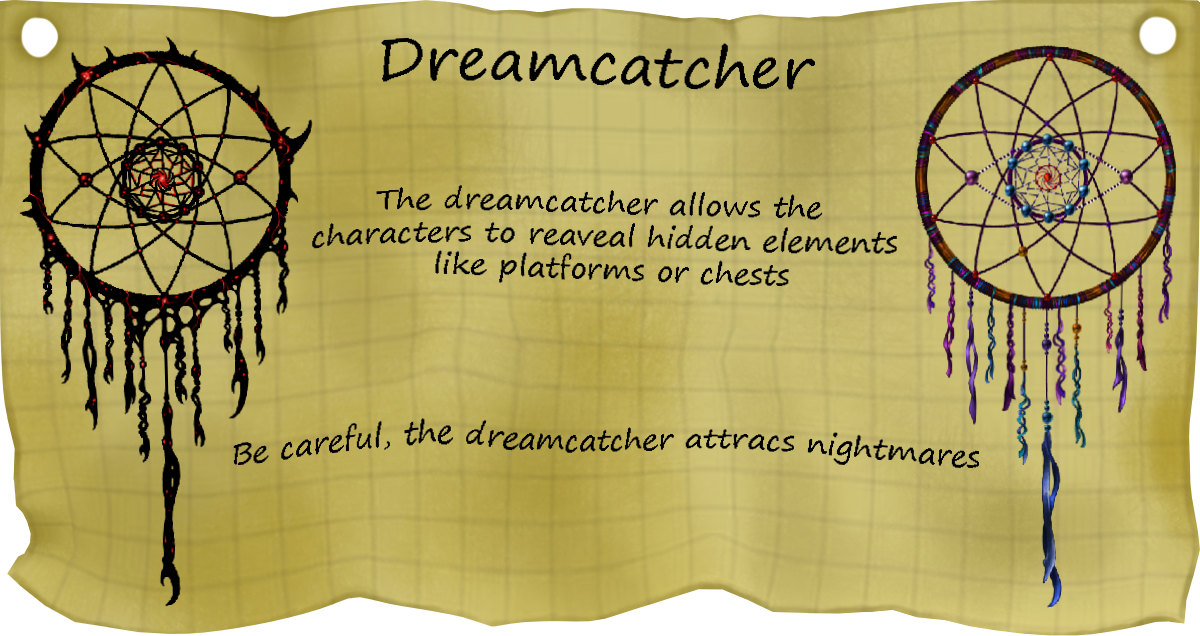 Dreamcatcher
The dreamcatcher allows the
characters to reaveal hidden elements
like platforms or chests
Be careful, the dreamcatcher attracs nightmares